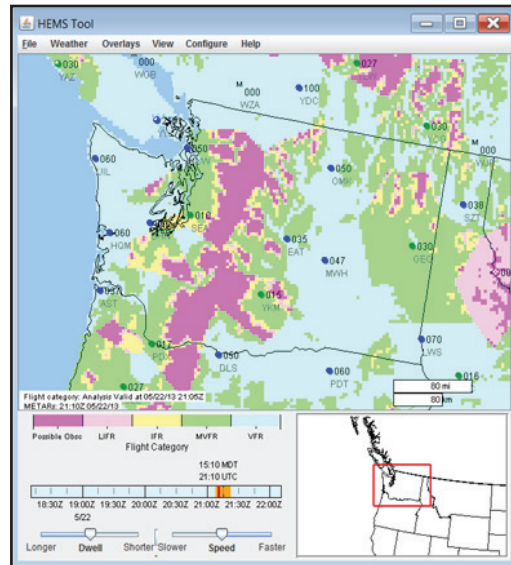 HEMS Tool
File Weather Overlays View Configure Help
030
YAZ
000
WGB
000
WZA
100
YDC
027
030
000
060
UIL
050
050
OMK
038
SZT
010
SEA
060
HQM
035
EAT
047
MWH
030
GEG
AST
015
YKM
017
PDX
050
DLS
070
LWS
060
PDT
016
027
80 mi
80 km
Flight category: Analysis Valid at 05/22/13 21:05Z
METARs: 21:10Z 05/22/13
Possible Obsc LIFR IFR MVFR VFR
Flight Category
15:10 MDT
21:10 UTC
18:30Z 19:00Z 19:30Z 20:00Z 20:30Z 21:00Z 21:30Z 22:00Z
5/22
Longer Dwell Shorter Slower Speed Faster